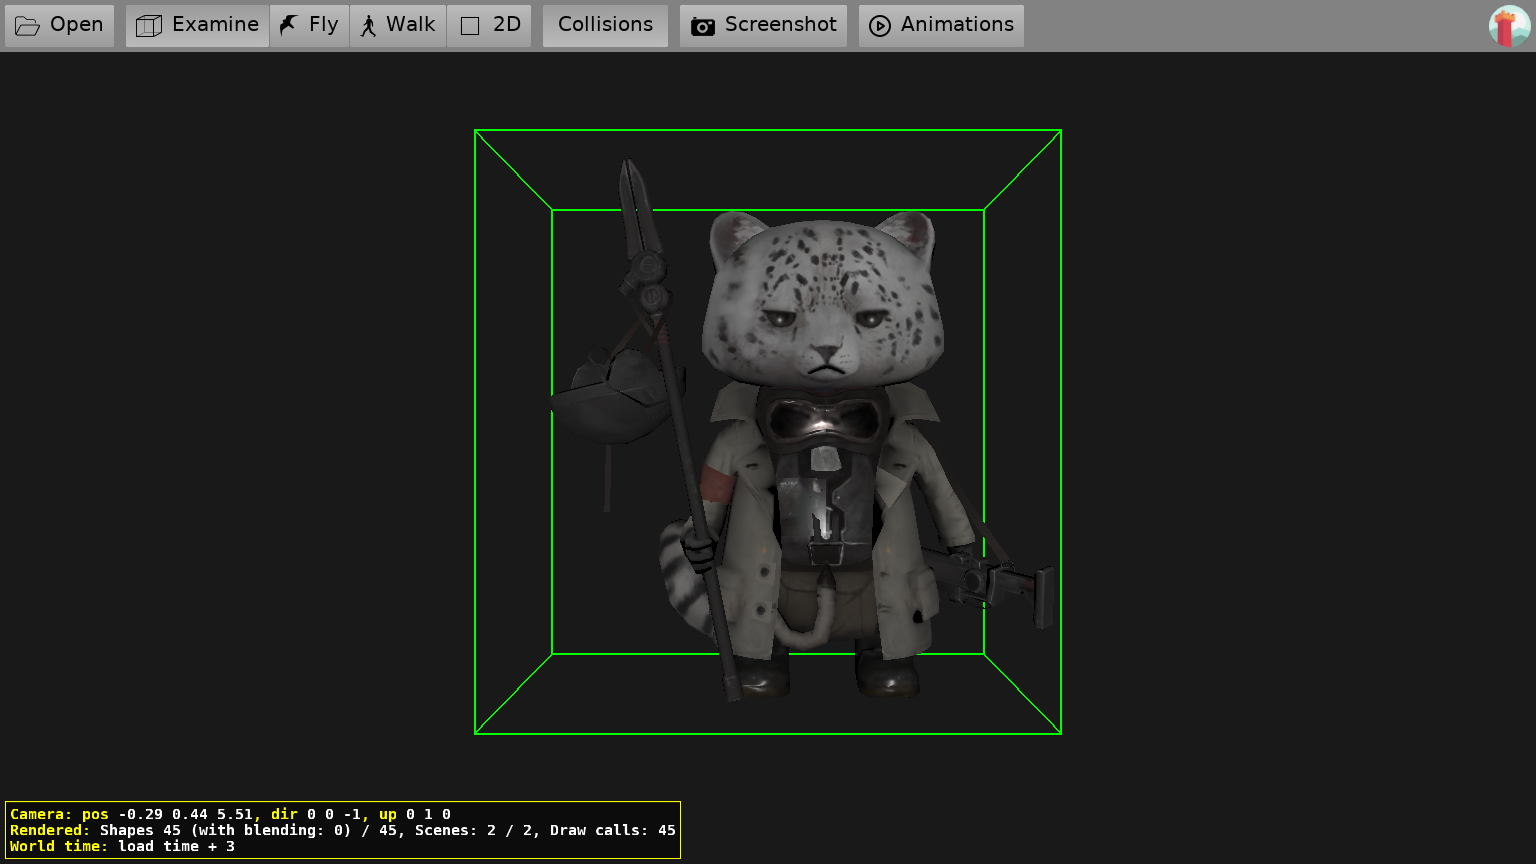 Open Examine Fly Walk 2D Collisions Screenshot Animations
Camera: pos -0.29 0.44 5.51, dir 0 0 -1, up 0 1 0
Rendered: Shapes 45 (with blending: 0) / 45, Scenes: 2 / 2, Draw calls: 45
World time: load time + 3